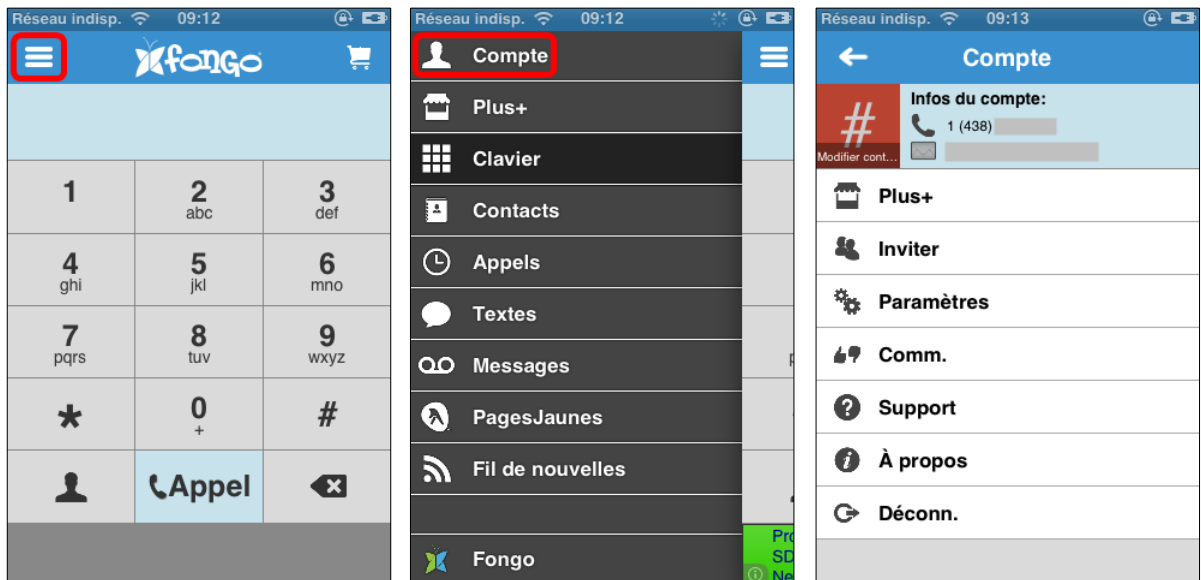 Réseau indisp. 09:12
fongo
1
2 abc
3 def
4 ghi
5 jkl
6 mno
7 pqrs
8 tuv
9 wxyz
* 0 + #
Appel
Réseau indisp. 09:12
Compte
Plus+
Clavier
Contacts
Appels
Textes
Messages
PagesJaunes
Fil de nouvelles
Fongo
Pro
SD
Ne
Réseau indisp. 09:13
Compte
#
Modifier cont...
Infos du compte:
1 (438)
Plus+
Inviter
Paramètres
Comm.
Support
À propos
Déconn.